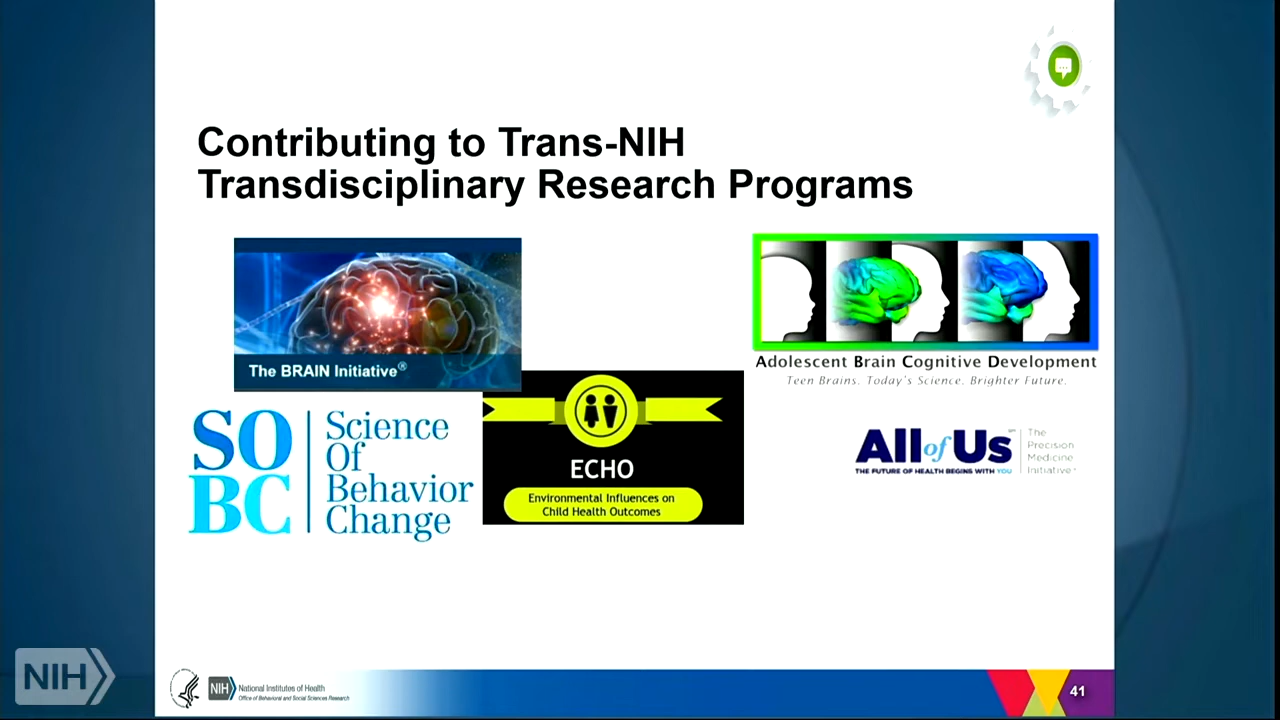 Contributing to Trans-NIH
Transdisciplinary Research Programs
The BRAIN Initiative®
Adolescent Brain Cognitive Development
Teen Brains. Today's Science. Brighter Future.
SO
BC
Science
Of
Behavior
Change
ECHO
Environmental Influences on
Child Health Outcomes
All of Us℠
THE FUTURE OF HEALTH BEGINS WITH YOU
The
Precision
Medicine
Initiative
NIH
NIH
National Institutes of Health
Office of Behavioral and Social Sciences Research
41